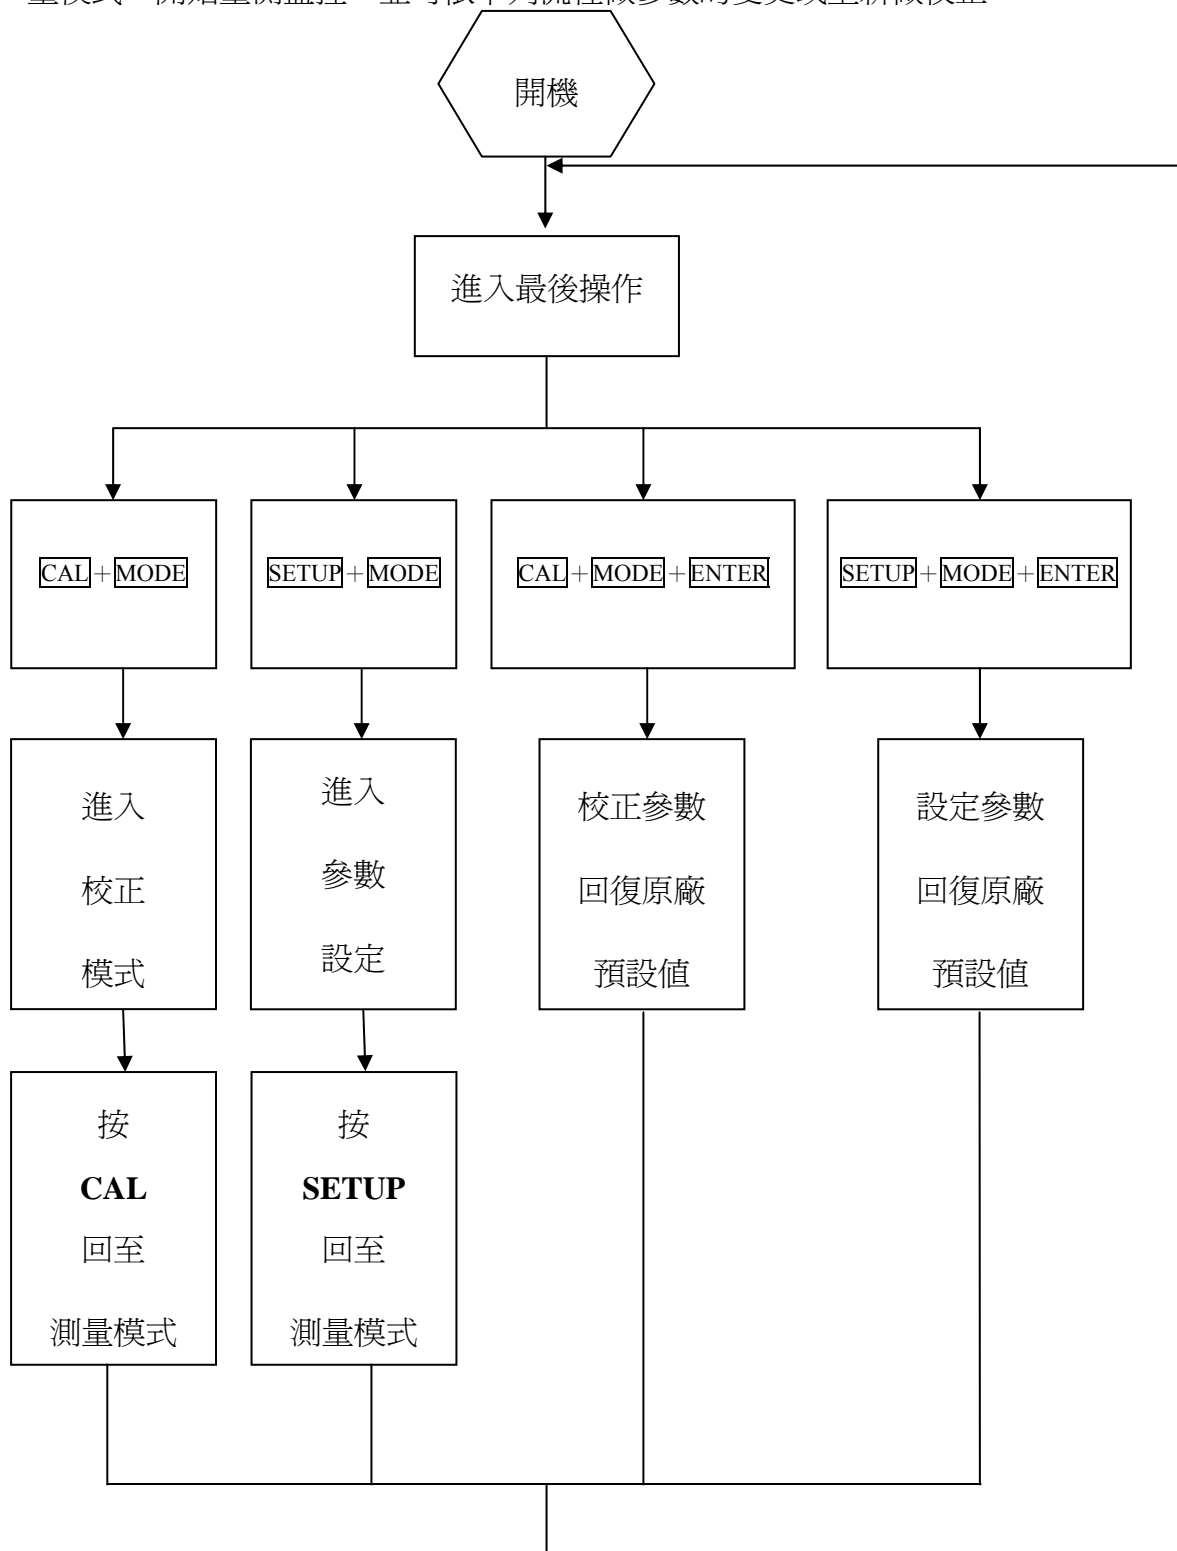 開機
進入最後操作
CAL+MODE
SETUP+MODE
CAL+MODE+ENTER
SETUP+MODE+ENTER
進入
校正
模式
進入
參數
設定
校正參數
回復原廠
預設值
設定參數
回復原廠
預設值
按
CAL
回至
測量模式
按
SETUP
回至
測量模式